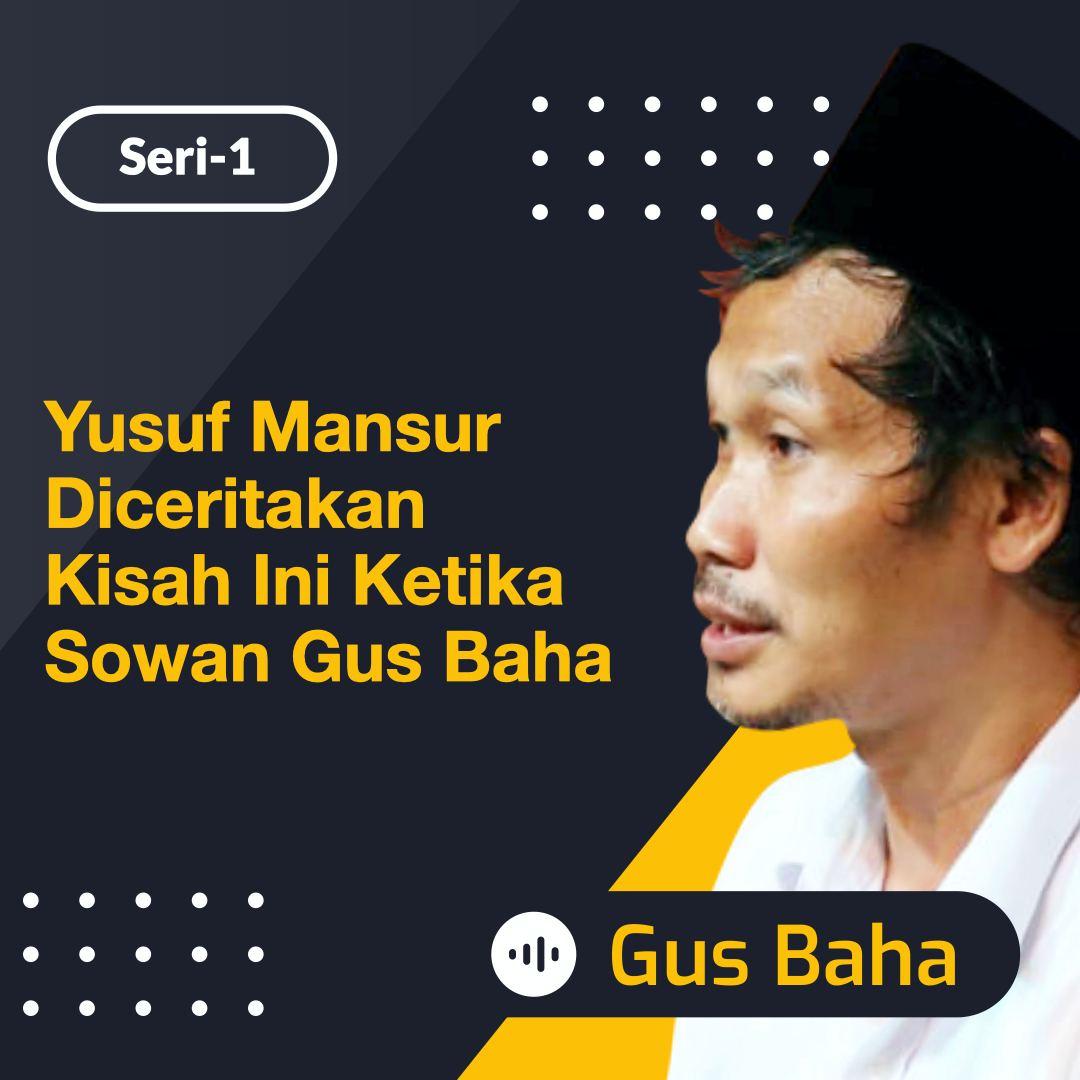 Seri-1
Yusuf Mansur
Diceritakan
Kisah Ini Ketika
Sowan Gus Baha
Gus Baha